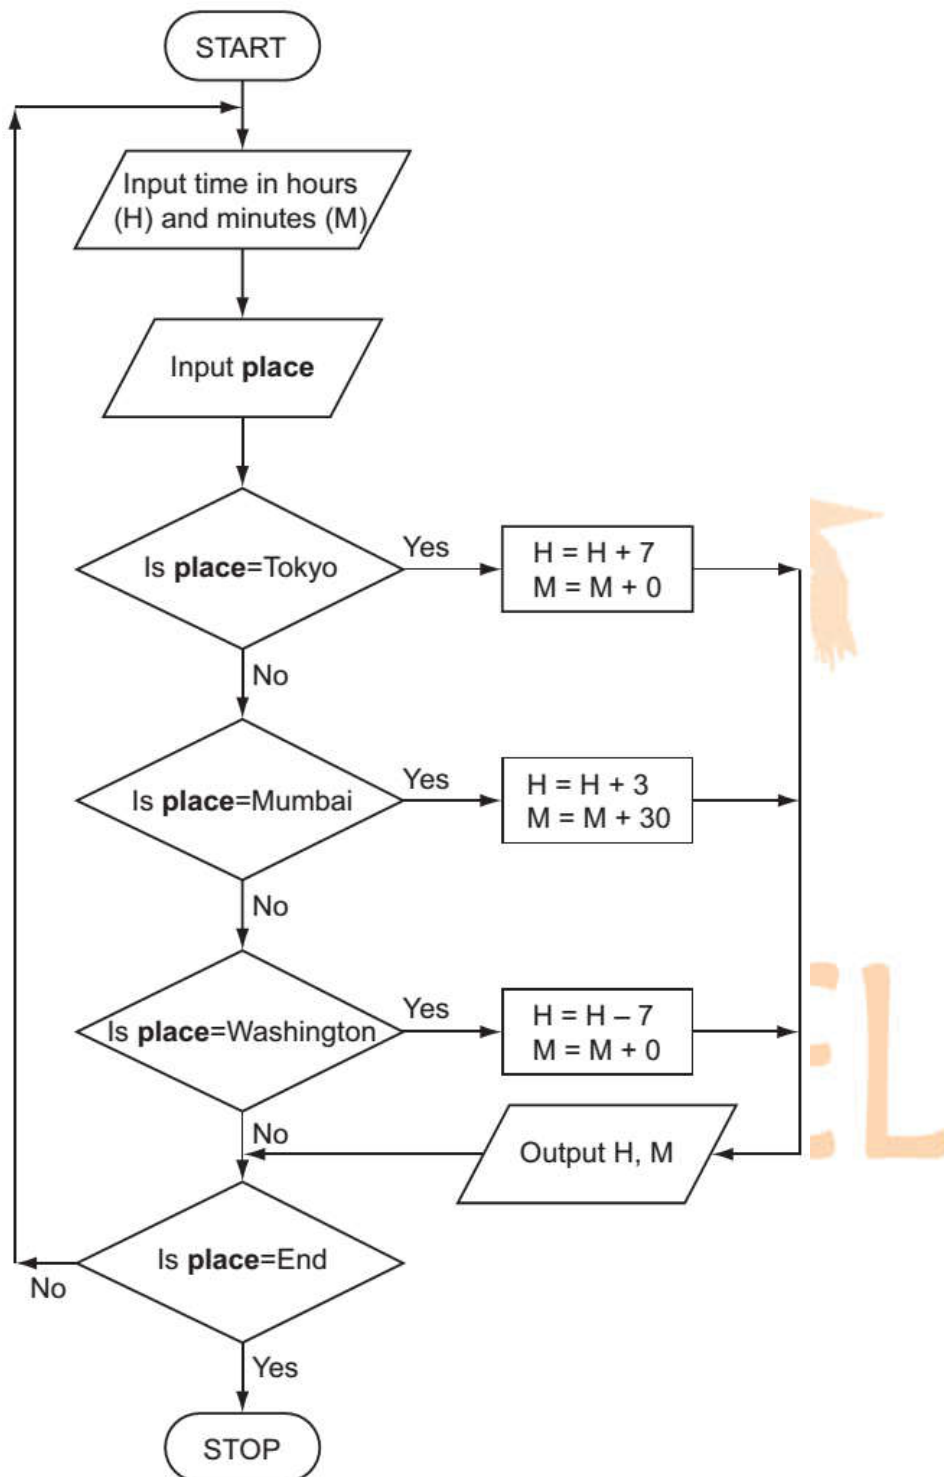 START
Input time in hours
(H) and minutes (M)
Input place
Is place=Tokyo
Yes
H = H + 7
M = M + 0
No
Is place=Mumbai
Yes
H = H + 3
M = M + 30
No
Is place=Washington
Yes
H = H – 7
M = M + 0
No
Output H, M
Is place=End
No
Yes
STOP